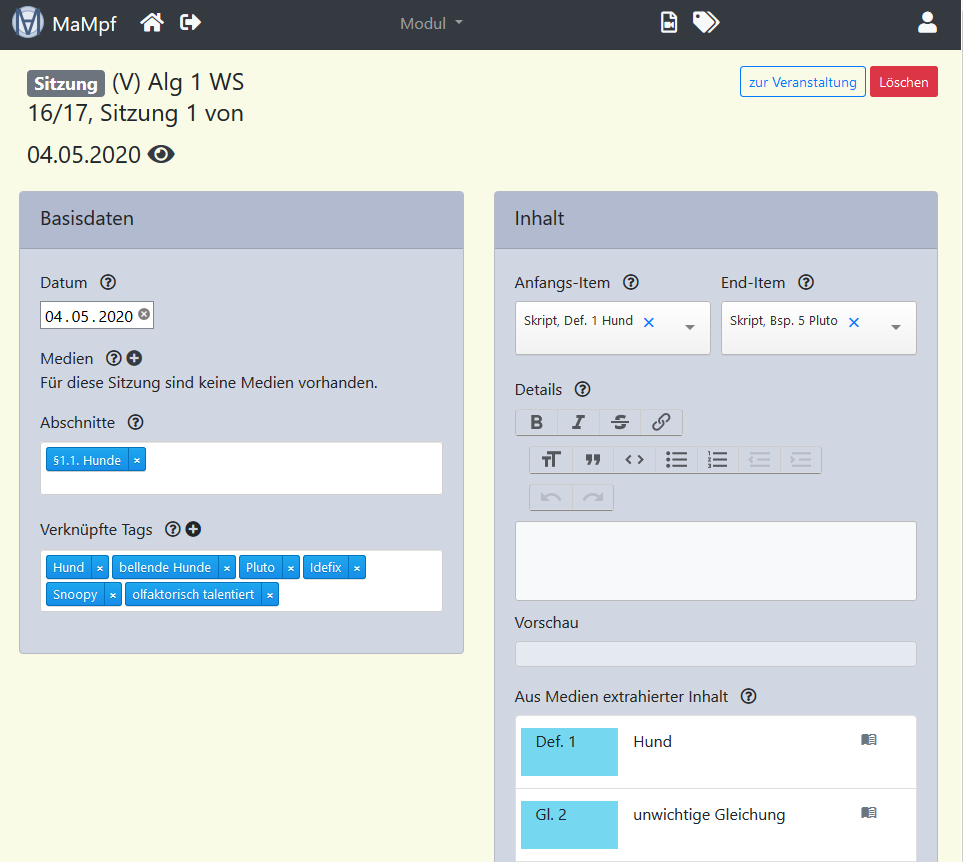 MaMpf
Modul
Sitzung (V) Alg 1 WS
16/17, Sitzung 1 von
04.05.2020
zur Veranstaltung
Löschen
Basisdaten
Datum
04.05.2020
Medien
Für diese Sitzung sind keine Medien vorhanden.
Abschnitte
§1.1. Hunde ×
Verknüpfte Tags
Hund × bellende Hunde × Pluto × Idefix ×
Snoopy × olfaktorisch talentiert ×
Inhalt
Anfangs-Item
End-Item
Skript, Def. 1 Hund ×
Skript, Bsp. 5 Pluto ×
Details
Vorschau
Aus Medien extrahierter Inhalt
Def. 1 Hund
Gl. 2 unwichtige Gleichung